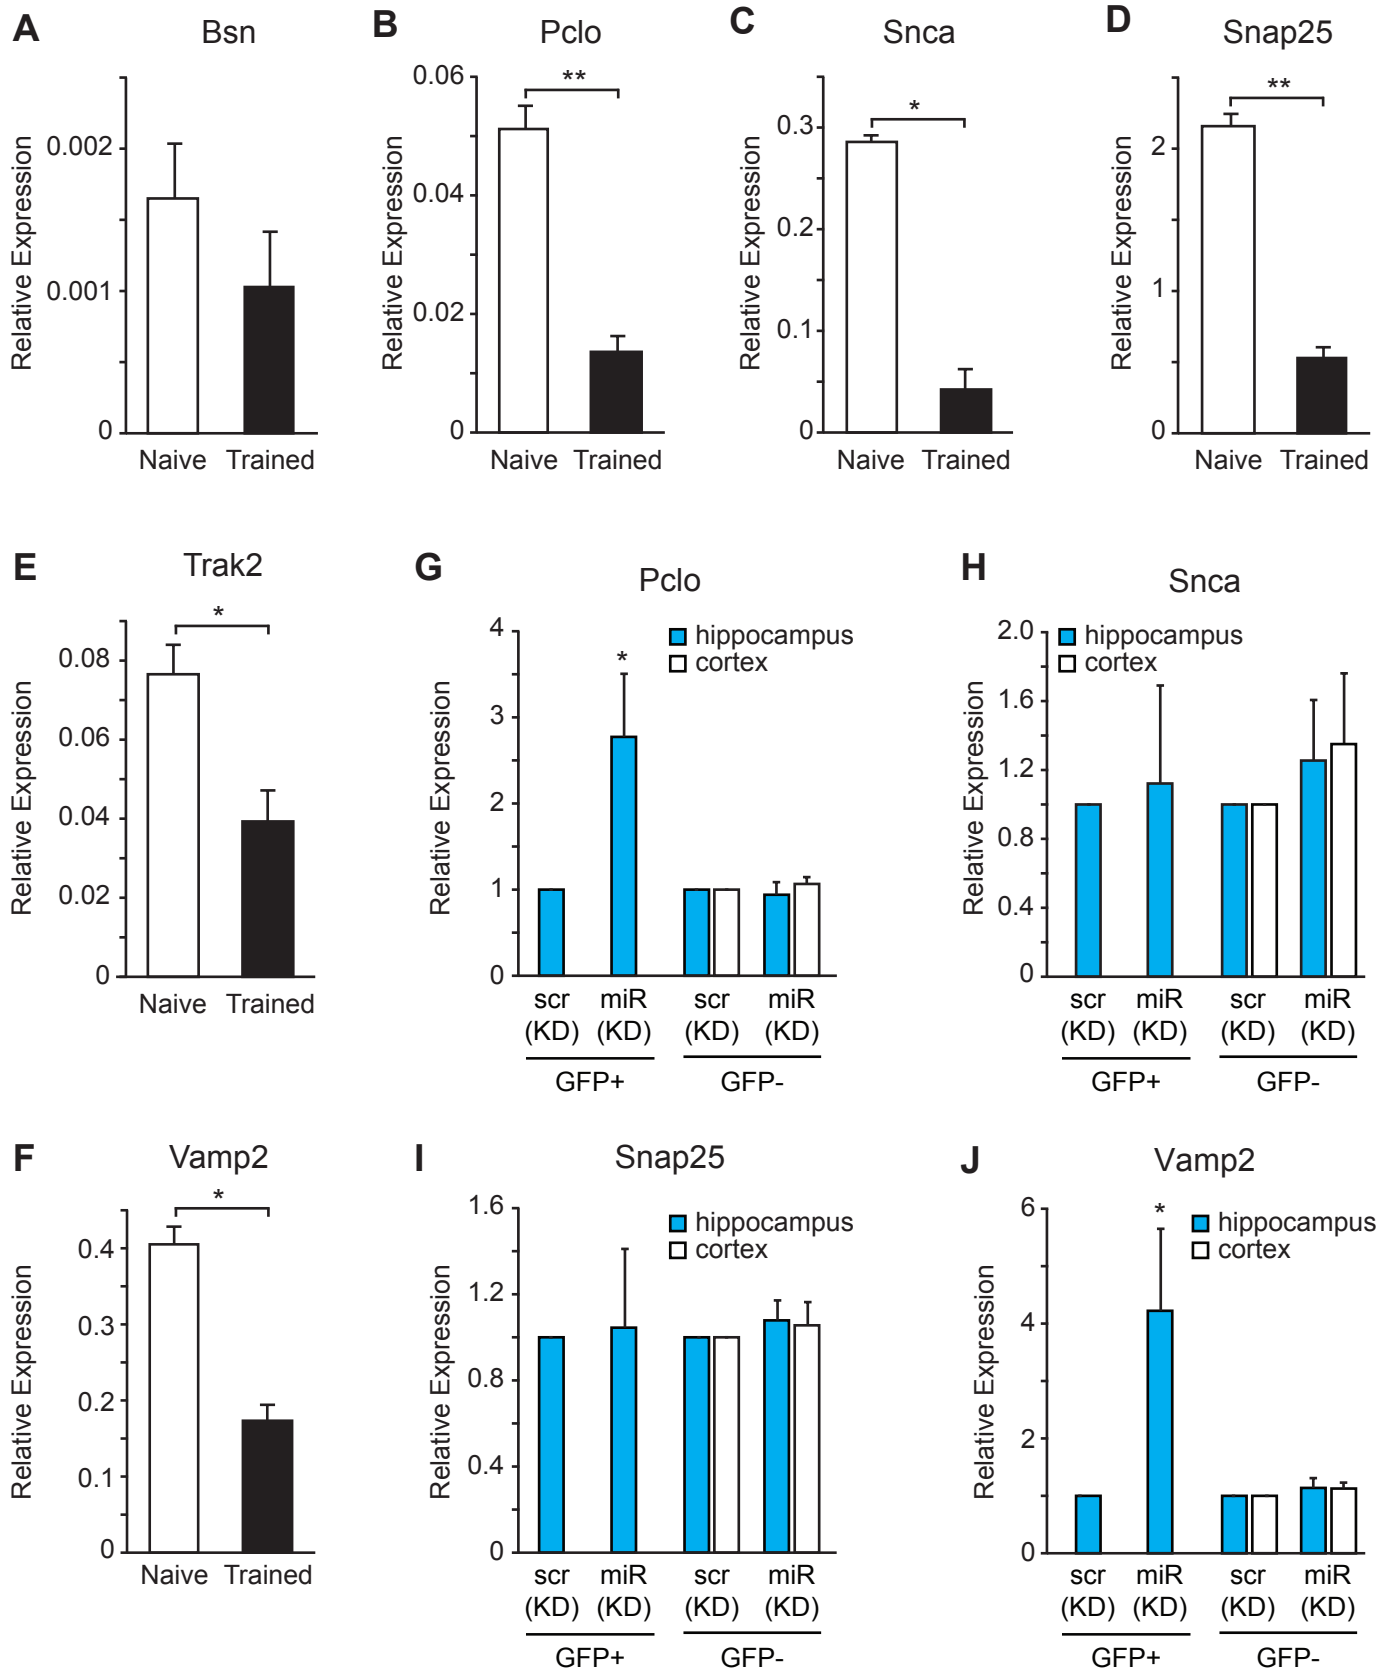 A
Bsn
Relative Expression
0.002
0.001
0
Naive Trained
B
Pclo
Relative Expression
0.06
0.04
0.02
0
**
Naive Trained
C
Snca
Relative Expression
0.3
0.2
0.1
0
*
Naive Trained
D
Snap25
Relative Expression
2
1
0
**
Naive Trained
E
Trak2
Relative Expression
0.08
0.06
0.04
0.02
0
*
Naive Trained
G
Pclo
Relative Expression
4
3
2
1
0
hippocampus
cortex
*
scr miR scr miR
(KD) (KD) (KD) (KD)
GFP+ GFP-
H
Snca
Relative Expression
2.0
1.6
1.2
0.8
0.4
0
hippocampus
cortex
scr miR scr miR
(KD) (KD) (KD) (KD)
GFP+ GFP-
F
Vamp2
Relative Expression
0.4
0.3
0.2
0.1
0
*
Naive Trained
I
Snap25
Relative Expression
1.6
1.2
0.8
0.4
0
hippocampus
cortex
scr miR scr miR
(KD) (KD) (KD) (KD)
GFP+ GFP-
J
Vamp2
Relative Expression
6
4
2
0
*
hippocampus
cortex
scr miR scr miR
(KD) (KD) (KD) (KD)
GFP+ GFP-